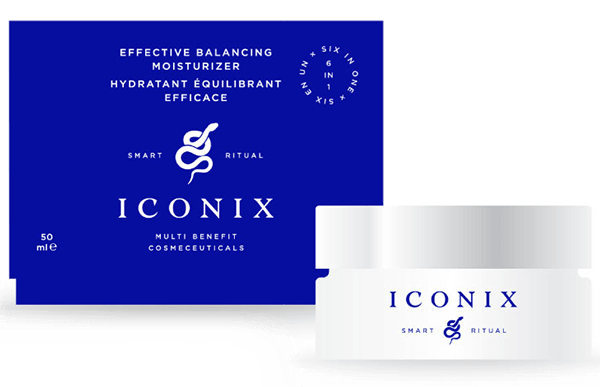 EFFECTIVE BALANCING
MOISTURIZER
HYDRATANT ÉQUILIBRANT
EFFICACE
SIX IN ONE × SIX EN UN ×
6
IN
1
SMART RITUAL
ICONIX
MULTI BENEFIT
COSMECEUTICALS
50
ml e
ICONIX
SMART RITUAL